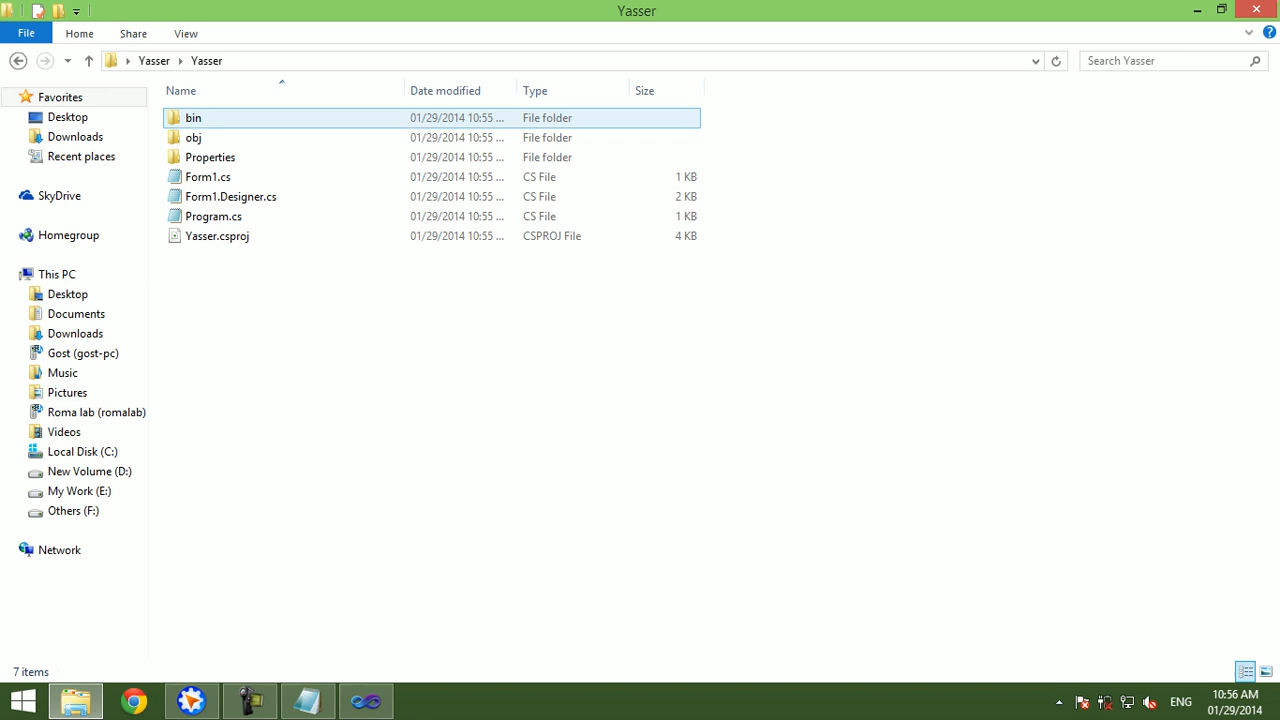 Yasser
File Home Share View
Yasser Yasser Search Yasser
Name Date modified Type Size
Favorites
Desktop
Downloads
Recent places
SkyDrive
Homegroup
This PC
Desktop
Documents
Downloads
Gost (gost-pc)
Music
Pictures
Roma lab (romalab)
Videos
Local Disk (C:)
New Volume (D:)
My Work (E:)
Others (F:)
Network
bin 01/29/2014 10:55 ... File folder
obj 01/29/2014 10:55 ... File folder
Properties 01/29/2014 10:55 ... File folder
Form1.cs 01/29/2014 10:55 ... CS File 1 KB
Form1.Designer.cs 01/29/2014 10:55 ... CS File 2 KB
Program.cs 01/29/2014 10:55 ... CS File 1 KB
Yasser.csproj 01/29/2014 10:55 ... CSPROJ File 4 KB
7 items
ENG
10:56 AM
01/29/2014